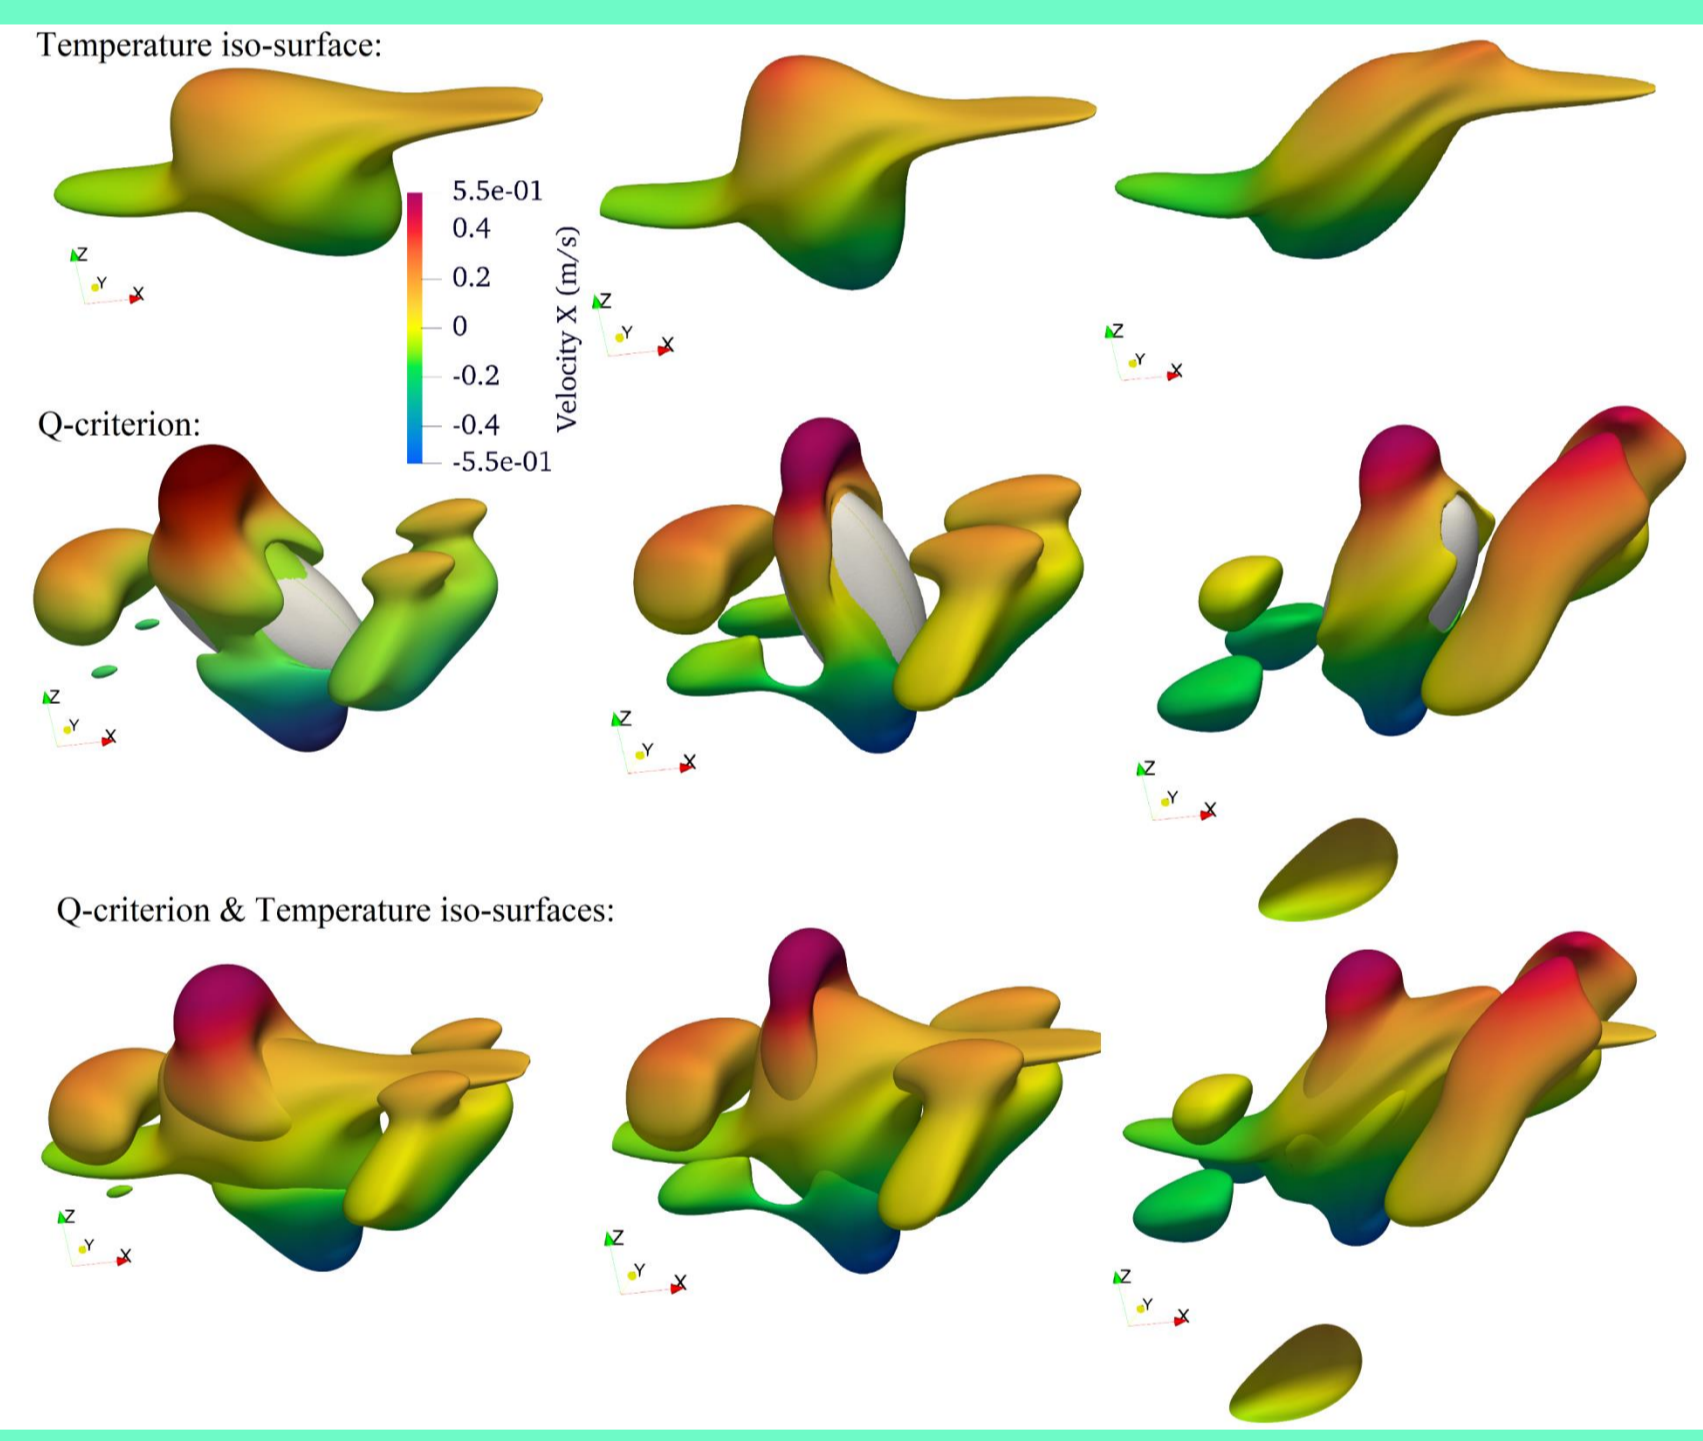 Temperature iso-surface:
5.5e-01
0.4
0.2
0
-0.2
-0.4
-5.5e-01
Velocity X (m/s)
Z
Y
X
Z
Y
X
Z
Y
X
Q-criterion:
Z
Y
X
Z
Y
X
Z
Y
X
Q-criterion & Temperature iso-surfaces:
Z
Y
X
Z
Y
X
Z
Y
X